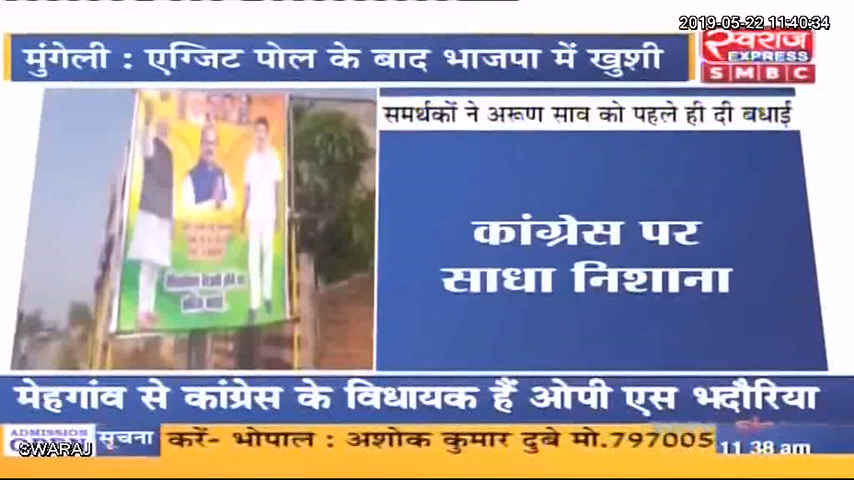 2019-05-22 11:40:34
मुंगेली : एग्जिट पोल के बाद भाजपा में खुशी
स्वराज
EXPRESS
SMBC
समर्थकों ने अरूण साव को पहले ही दी बधाई
कांग्रेस पर
साधा निशाना
मेहगांव से कांग्रेस के विधायक हैं ओपी एस भदौरिया
ADMISSION
OPEN
SWARAJ
सूचना
करें- भोपाल : अशोक कुमार दुबे मो.797005
11.38 am